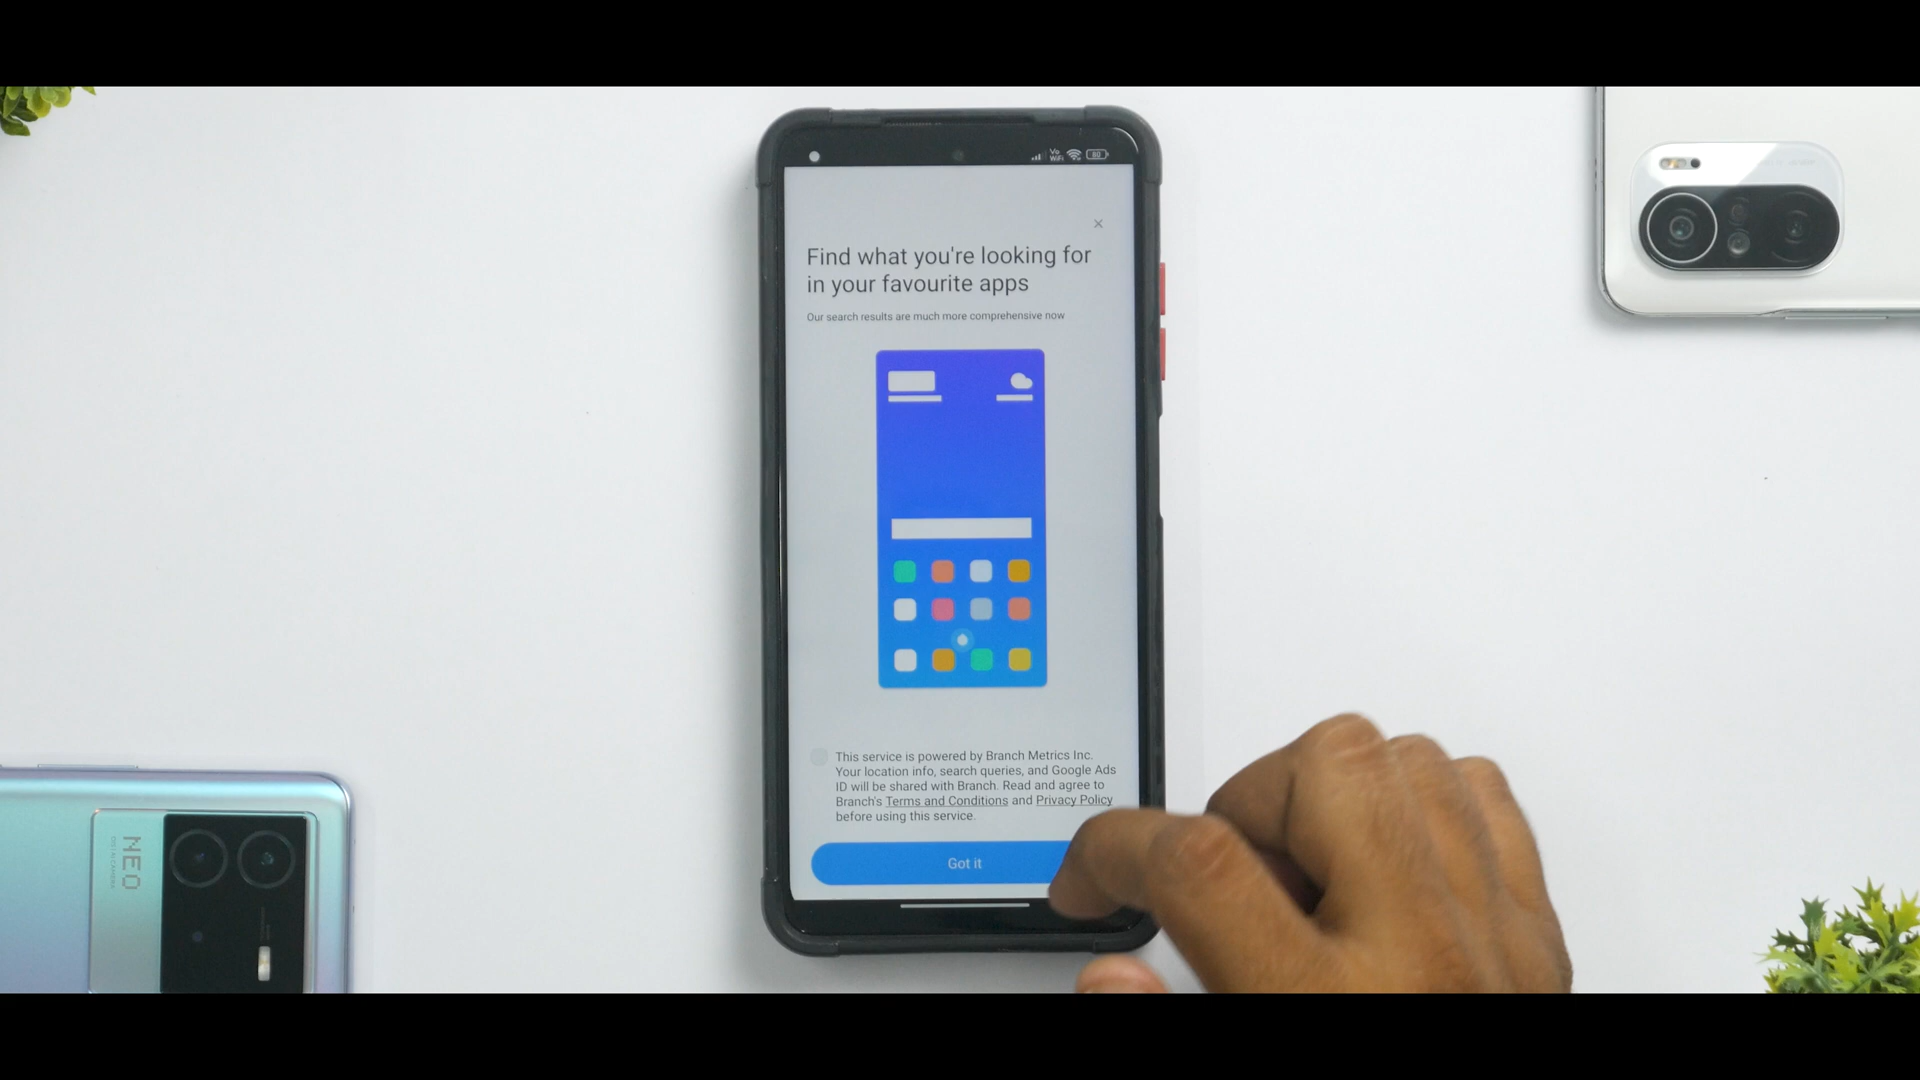 Vo
WiFi
80
Find what you're looking for
in your favourite apps
Our search results are much more comprehensive now
This service is powered by Branch Metrics Inc.
Your location info, search queries, and Google Ads
ID will be shared with Branch. Read and agree to
Branch's Terms and Conditions and Privacy Policy
before using this service.
Got it
NEO